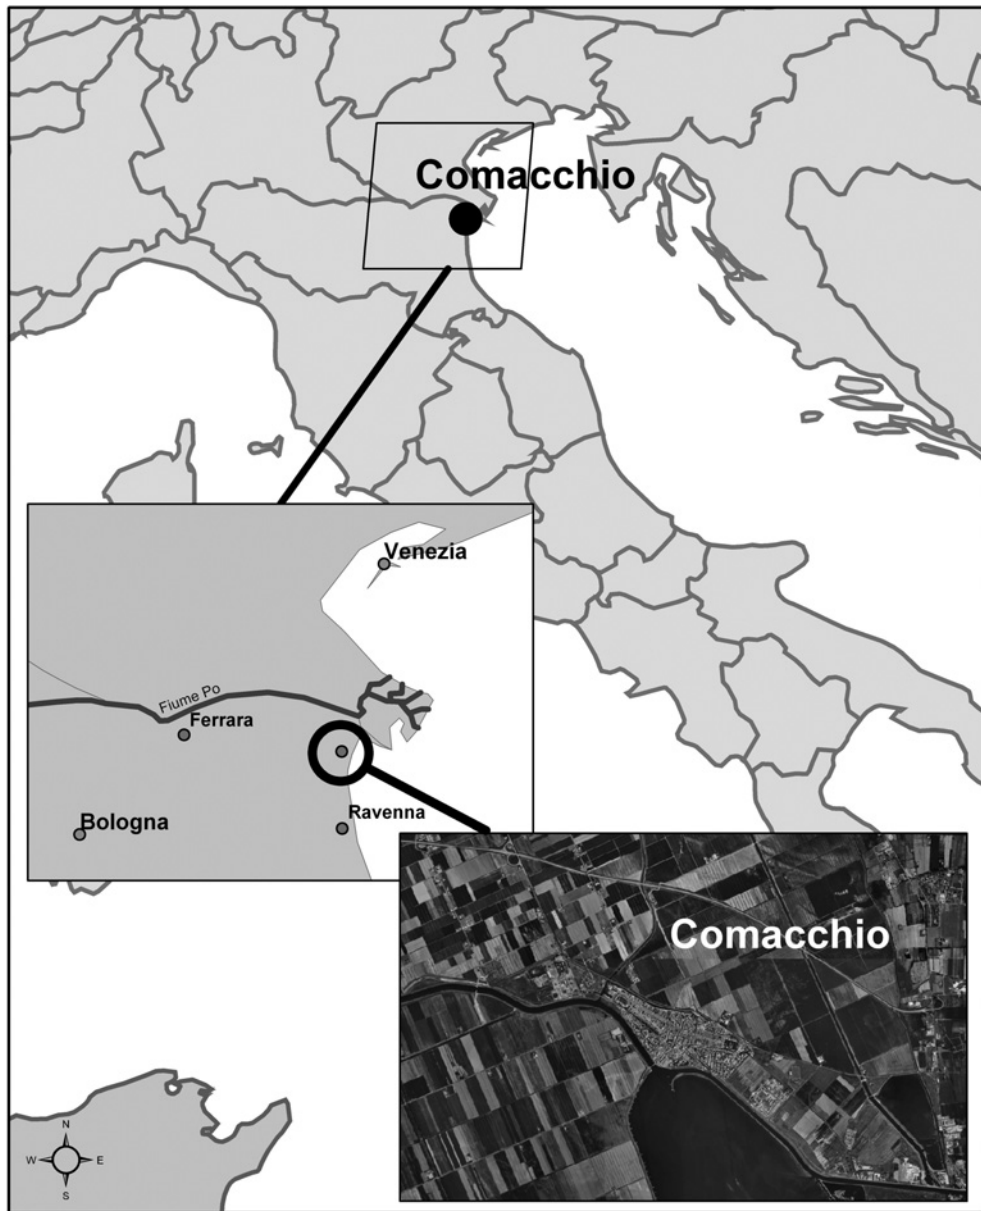 Comacchio
Venezia
Fiume Po
Ferrara
Ravenna
Bologna
Comacchio
N
W E
S